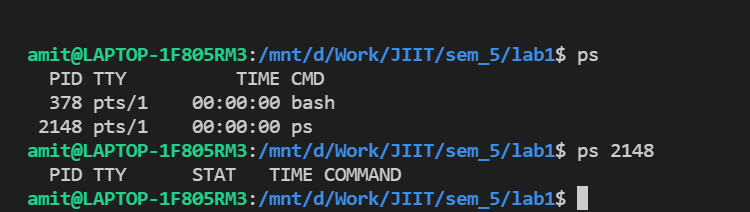 amit@LAPTOP-1F805RM3:/mnt/d/Work/JIIT/sem_5/lab1$ ps
  PID TTY          TIME CMD
  378 pts/1    00:00:00 bash
 2148 pts/1    00:00:00 ps
amit@LAPTOP-1F805RM3:/mnt/d/Work/JIIT/sem_5/lab1$ ps 2148
  PID TTY      STAT   TIME COMMAND
amit@LAPTOP-1F805RM3:/mnt/d/Work/JIIT/sem_5/lab1$